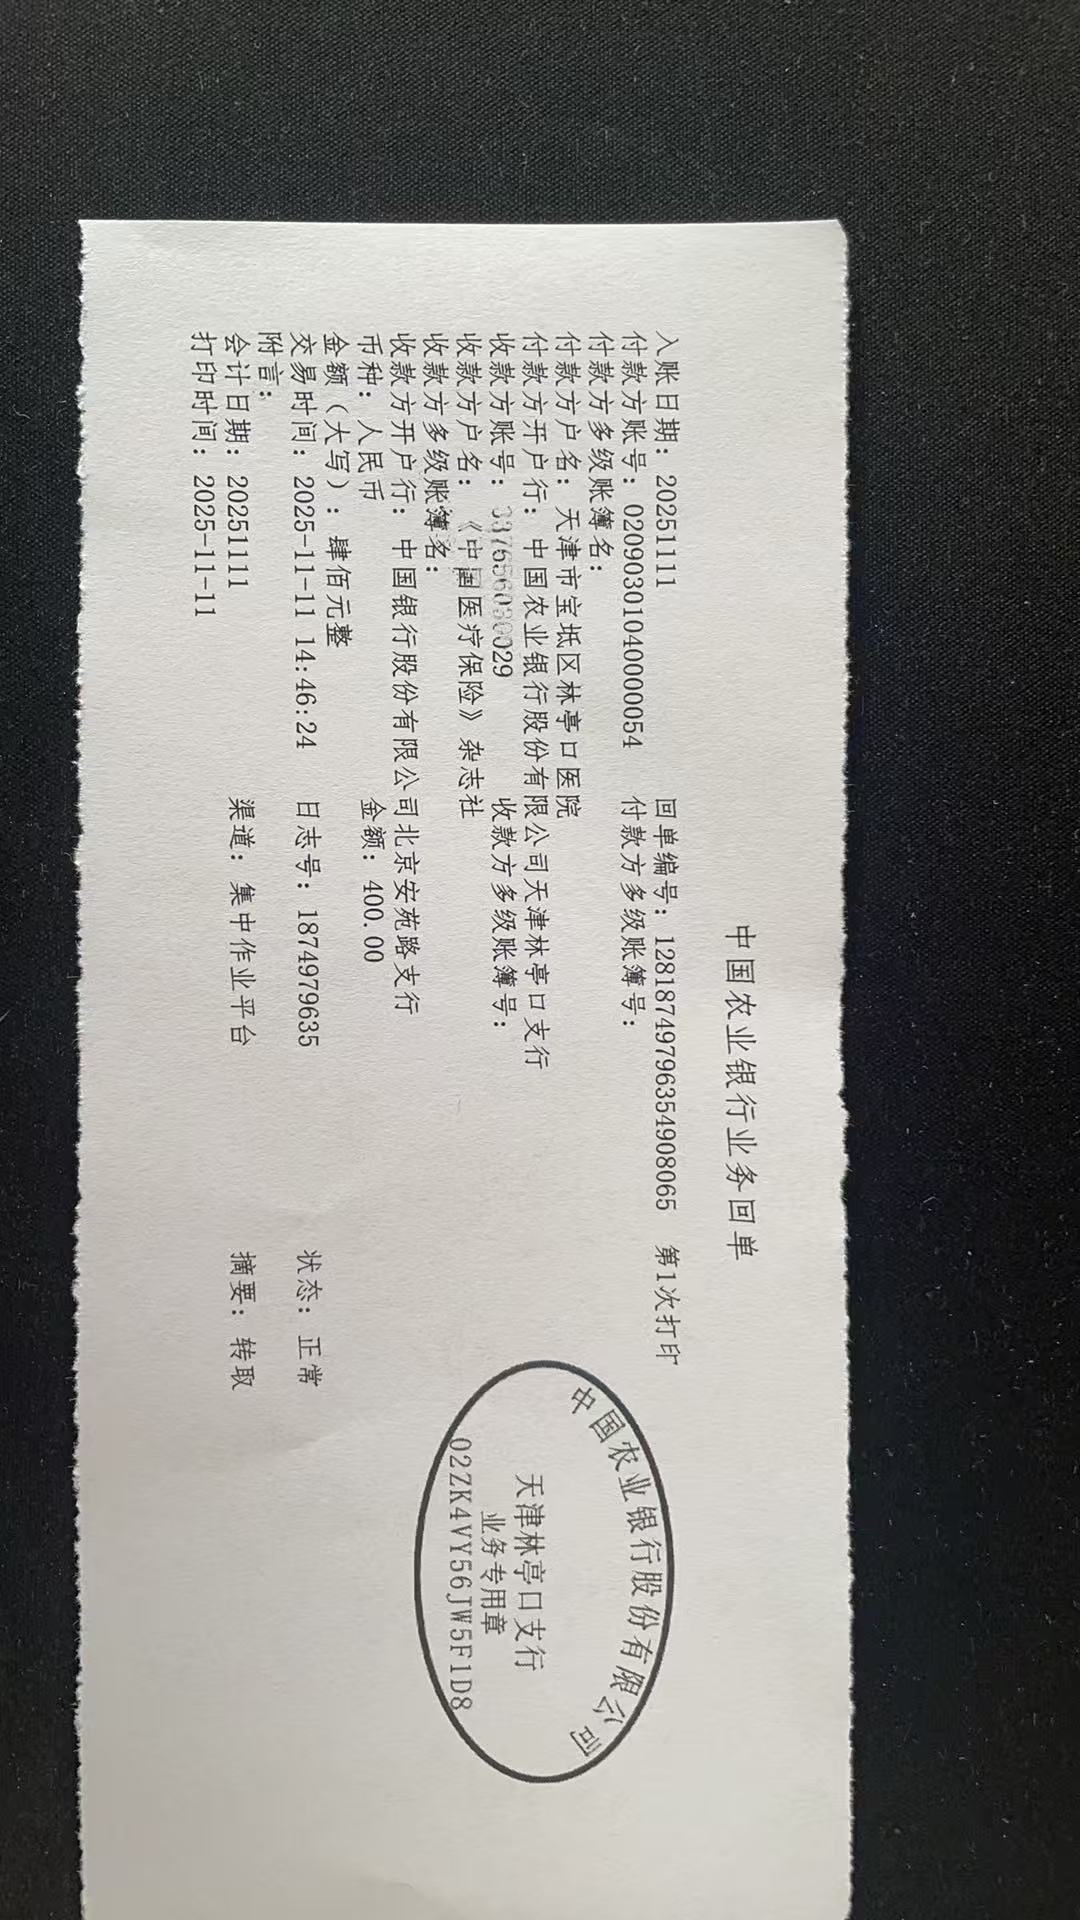 中国农业银行业务回单
入账日期：20251111 回单编号：12818749796354908065 第1次打印
付款方账号：02090301040000054 付款方多级账簿号：
付款方多级账簿名：
付款方户名：天津市宝坻区林亭口医院
付款方开户行：中国农业银行股份有限公司天津林亭口支行
收款方账号：337656030029 收款方多级账簿号：
收款方户名：《中国医疗保险》杂志社
收款方多级账簿名：
收款方开户行：中国银行股份有限公司北京安苑路支行
币种：人民币 金额：400.00
金额（大写）：肆佰元整
交易时间：2025-11-11 14:46:24 日志号：187497963​5 状态：正常
附言：
会计日期：20251111 渠道：集中作业平台 摘要：转取
打印时间：2025-11-11
中国农业银行股份有限公司
天津林亭口支行
业务专用章
02ZK4VY56JW5F1D8